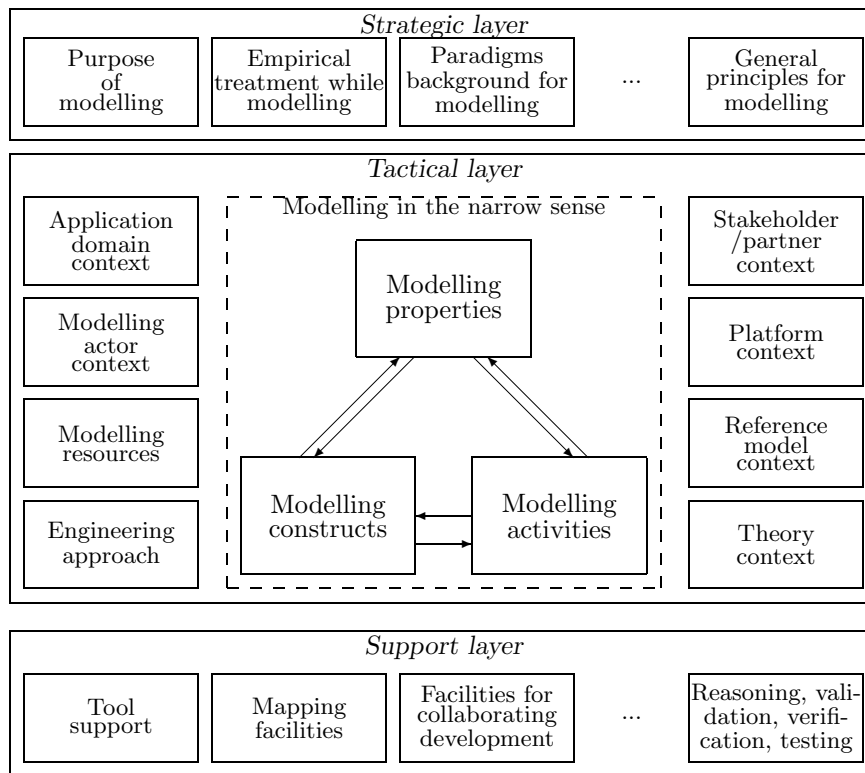 Strategic layer
Purpose
of
modelling
Empirical
treatment while
modelling
Paradigms
background for
modelling
...
General
principles for
modelling
Tactical layer
Application
domain
context
Modelling
actor
context
Modelling
resources
Engineering
approach
Modelling in the narrow sense
Modelling
properties
Modelling
constructs
Modelling
activities
Stakeholder
/partner
context
Platform
context
Reference
model
context
Theory
context
Support layer
Tool
support
Mapping
facilities
Facilities for
collaborating
development
...
Reasoning, vali-
dation, verifi-
cation, testing